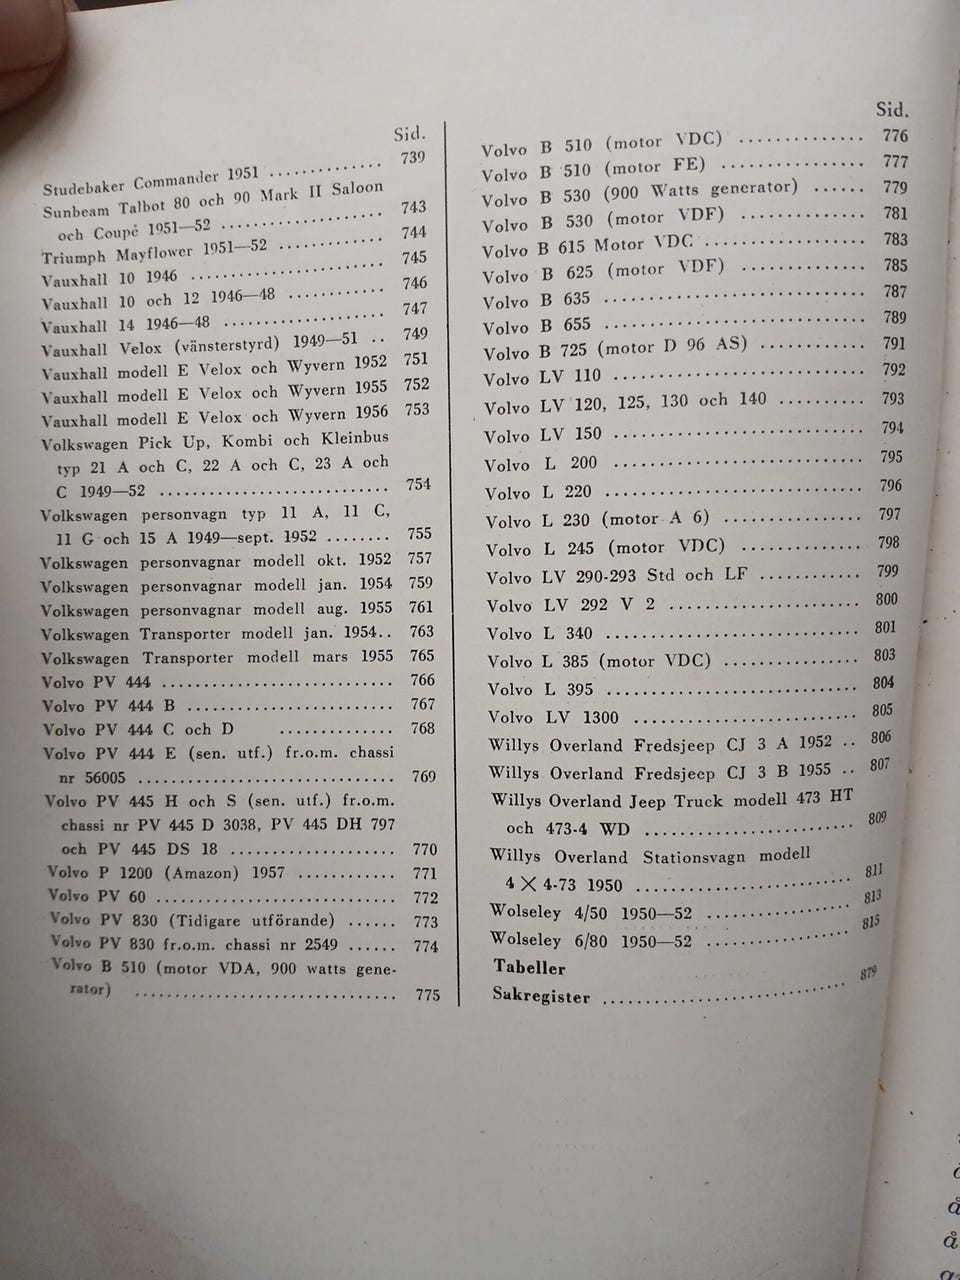 Sid.
Studebaker Commander 1951 ............. 739
Sunbeam Talbot 80 och 90 Mark II Saloon
och Coupé 1951—52 .................... 743
Triumph Mayflower 1951—52 ............. 744
Vauxhall 10 1946 ........................ 745
Vauxhall 10 och 12 1946—48 ............ 746
Vauxhall 14 1946—48 .................... 747
Vauxhall Velox (vänsterstyrd) 1949—51 .. 749
Vauxhall modell E Velox och Wyvern 1952 751
Vauxhall modell E Velox och Wyvern 1955 752
Vauxhall modell E Velox och Wyvern 1956 753
Volkswagen Pick Up, Kombi och Kleinbus
typ 21 A och C, 22 A och C, 23 A och
C 1949—52 ............................ 754
Volkswagen personvagn typ 11 A, 11 C,
11 G och 15 A 1949—sept. 1952 ........ 755
Volkswagen personvagnar modell okt. 1952 757
Volkswagen personvagnar modell jan. 1954 759
Volkswagen personvagnar modell aug. 1955 761
Volkswagen Transporter modell jan. 1954.. 763
Volkswagen Transporter modell mars 1955 765
Volvo PV 444 ............................ 766
Volvo PV 444 B ......................... 767
Volvo PV 444 C och D .............. 768
Volvo PV 444 E (sen. utf.) fr.o.m. chassi
nr 56005 ............................... 769
Volvo PV 445 H och S (sen. utf.) fr.o.m.
chassi nr PV 445 D 3038, PV 445 DH 797
och PV 445 DS 18 .................... 770
Volvo P 1200 (Amazon) 1957 ............ 771
Volvo PV 60 ............................. 772
Volvo PV 830 (Tidigare utförande) ...... 773
Volvo PV 830 fr.o.m. chassi nr 2549 ...... 774
Volvo B 510 (motor VDA, 900 watts gene-
rator) ................................ 775
Sid.
Volvo B 510 (motor VDC) ............... 776
Volvo B 510 (motor FE) ................. 777
Volvo B 530 (900 Watts generator) ...... 779
Volvo B 530 (motor VDF) ............... 781
Volvo B 615 Motor VDC ................... 783
Volvo B 625 (motor VDF) ............... 785
Volvo B 635 ............................... 787
Volvo B 655 ............................... 789
Volvo B 725 (motor D 96 AS) ............. 791
Volvo LV 110 .............................. 792
Volvo LV 120, 125, 130 och 140 .......... 793
Volvo LV 150 .............................. 794
Volvo L 200 .............................. 795
Volvo L 220 .............................. 796
Volvo L 230 (motor A 6) ................. 797
Volvo L 245 (motor VDC) ............... 798
Volvo LV 290-293 Std och LF ............ 799
Volvo LV 292 V 2 ....................... 800
Volvo L 340 .............................. 801
Volvo L 385 (motor VDC) ................ 803
Volvo L 395 .............................. 804
Volvo LV 1300 ........................... 805
Willys Overland Fredsjeep CJ 3 A 1952 .. 806
Willys Overland Fredsjeep CJ 3 B 1955 .. 807
Willys Overland Jeep Truck modell 473 HT
och 473-4 WD ......................... 809
Willys Overland Stationsvagn modell
4 X 4-73 1950 .......................... 811
Wolseley 4/50 1950—52 ................. 813
Wolseley 6/80 1950—52 ................. 815
Tabeller
Sakregister ............................. 879